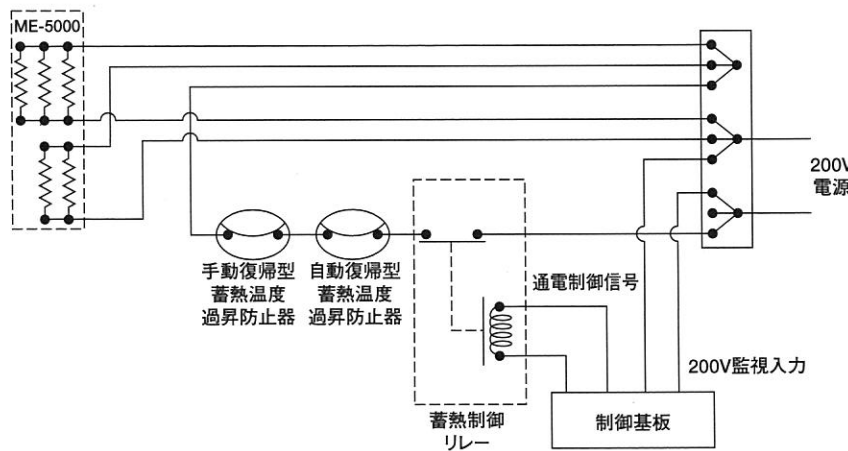 ME-5000
200V
電源
手動復帰型
蓄熱温度
過昇防止器
自動復帰型
蓄熱温度
過昇防止器
通電制御信号
200V監視入力
蓄熱制御
リレー
制御基板